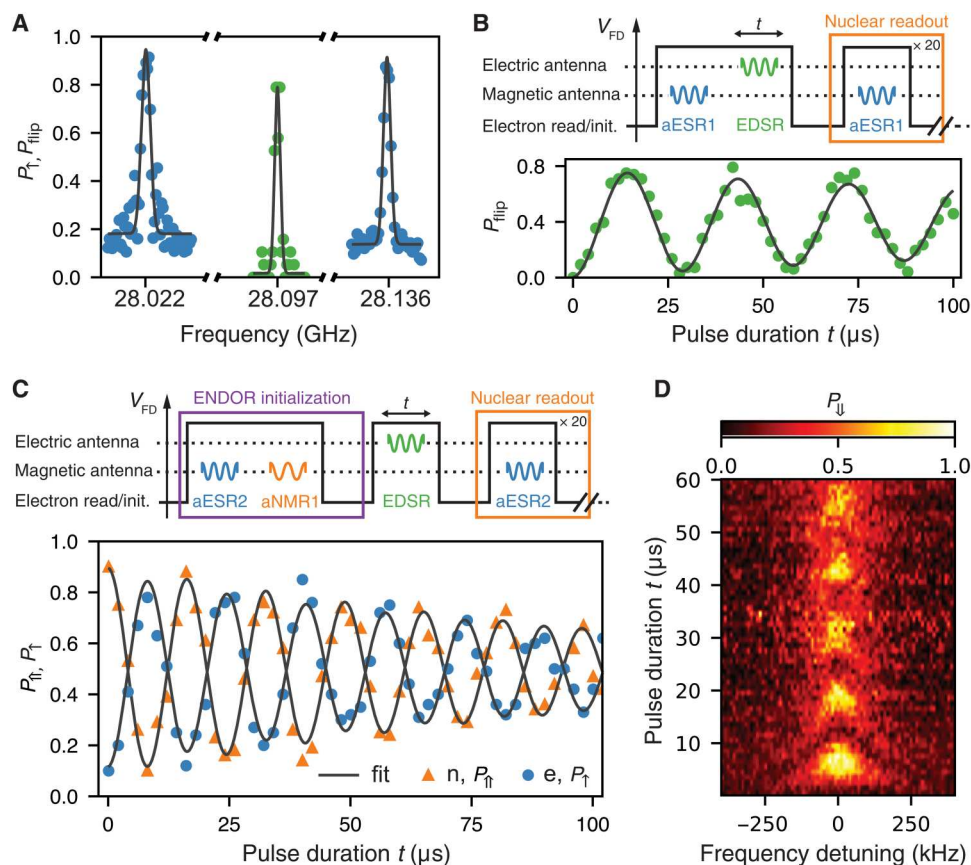 A
1.0
0.8
0.6
0.4
0.2
0.0
P↑, Pflip
28.022
28.097
28.136
Frequency (GHz)
B
VFD
t
Nuclear readout
× 20
Electric antenna
Magnetic antenna
Electron read/init.
aESR1
EDSR
aESR1
0.8
0.4
0.0
Pflip
0
25
50
75
100
Pulse duration t (µs)
C
VFD
ENDOR initialization
t
Nuclear readout
× 20
Electric antenna
Magnetic antenna
Electron read/init.
aESR2
aNMR1
EDSR
aESR2
1.0
0.8
0.6
0.4
0.2
0.0
P⇑, P↑
fit
n, P⇑
e, P↑
0
25
50
75
100
Pulse duration t (µs)
D
P⇓
0.0
0.5
1.0
60
50
40
30
20
10
Pulse duration t (µs)
−250
0
250
Frequency detuning (kHz)